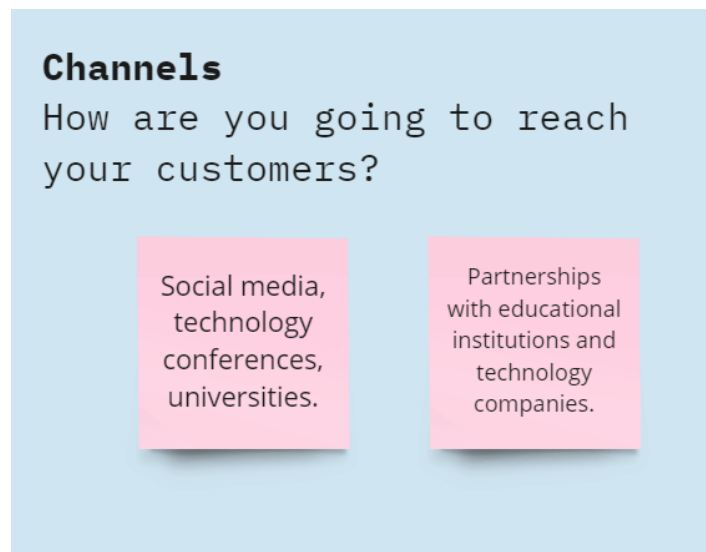 Channels
How are you going to reach
your customers?
Social media,
technology
conferences,
universities.
Partnerships
with educational
institutions and
technology
companies.